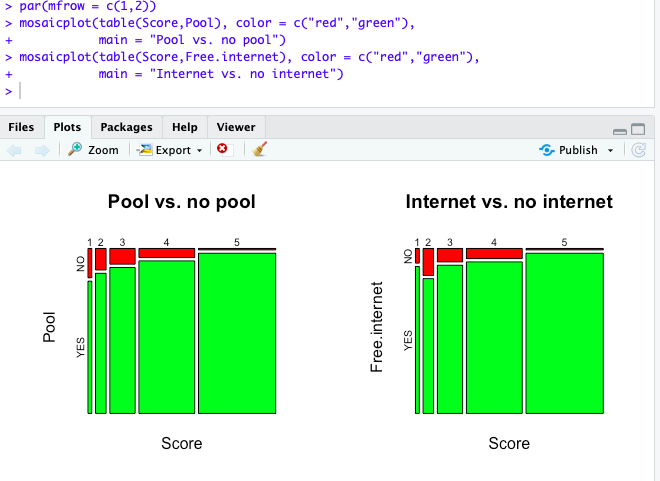 > par(mfrow = c(1,2))
> mosaicplot(table(Score,Pool), color = c("red","green"),
+ main = "Pool vs. no pool")
> mosaicplot(table(Score,Free.internet), color = c("red","green"),
+ main = "Internet vs. no internet")
>
Files Plots Packages Help Viewer
Zoom Export Publish
Pool vs. no pool
1 2 3 4 5
NO
YES
Pool
Score
Internet vs. no internet
1 2 3 4 5
NO
YES
Free.internet
Score